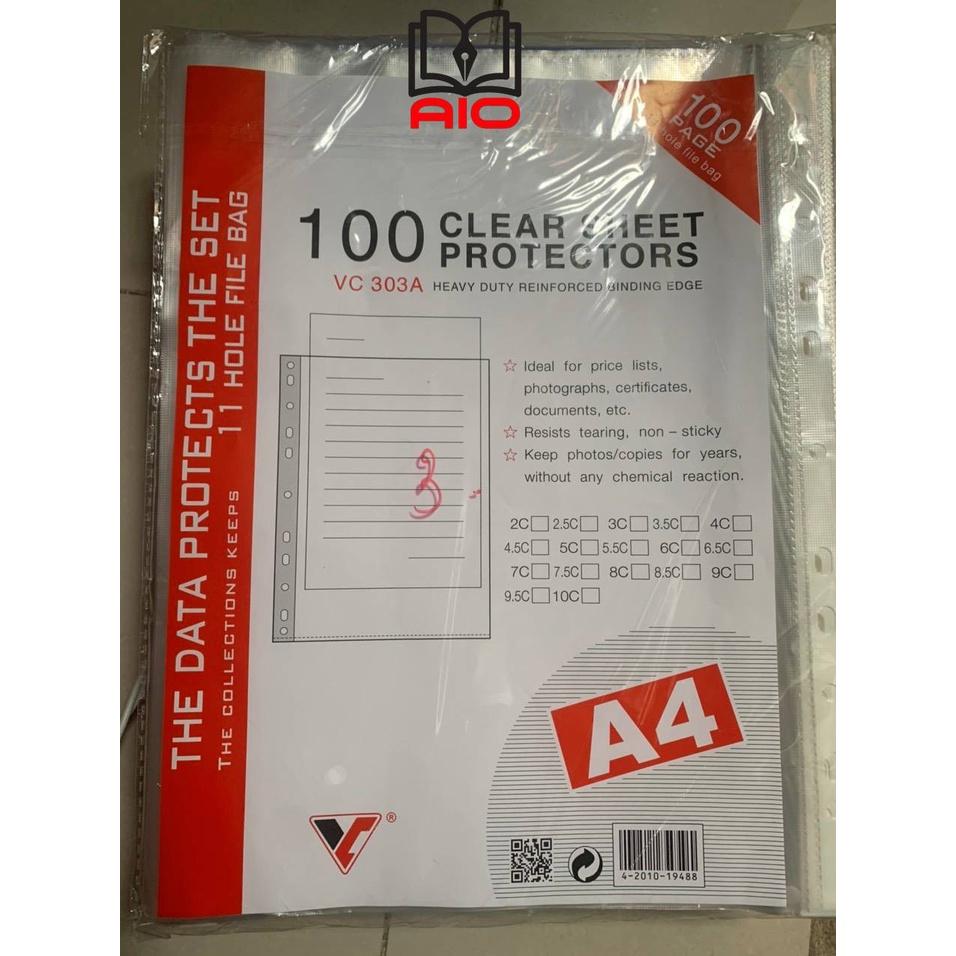 AIO
100
PAGE
hole file bag
100 CLEAR SHEET
PROTECTORS
VC 303A HEAVY DUTY REINFORCED BINDING EDGE
☆ Ideal for price lists,
photographs, certificates,
documents, etc.
☆ Resists tearing, non – sticky
☆ Keep photos/copies for years,
without any chemical reaction.
2C 2.5C 3C 3.5C 4C
4.5C 5C 5.5C 6C 6.5C
7C 7.5C 8C 8.5C 9C
9.5C 10C
3
A4
VC ®
4-2010-19488
THE DATA PROTECTS THE SET
THE COLLECTIONS KEEPS 11 HOLE FILE BAG